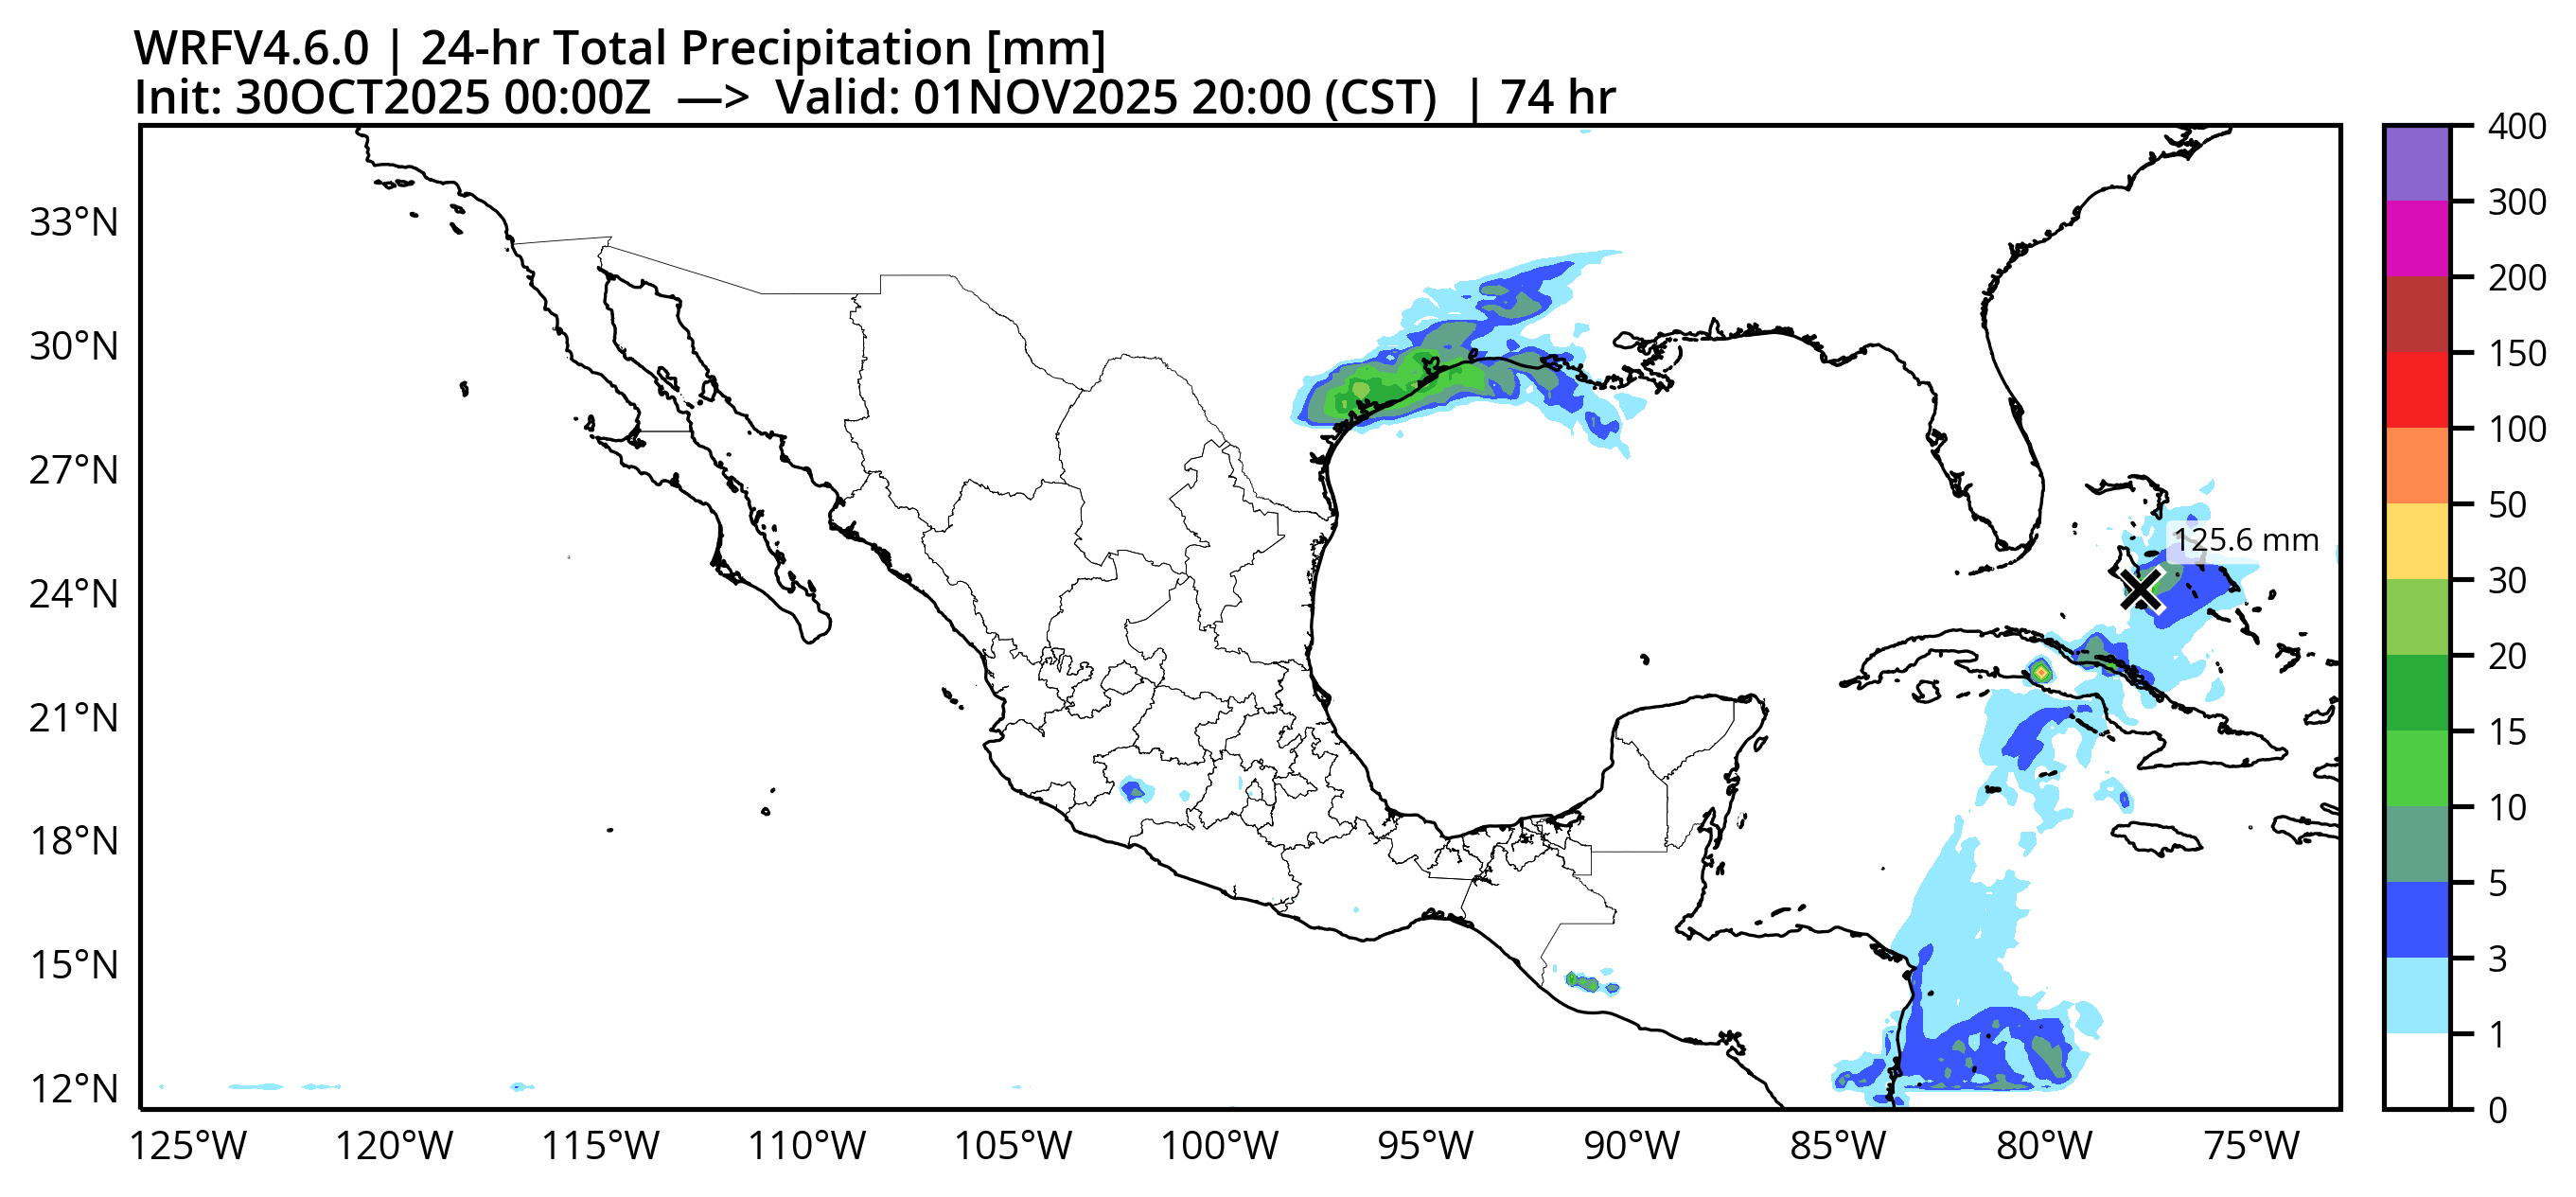 WRFV4.6.0 | 24-hr Total Precipitation [mm]
Init: 30OCT2025 00:00Z —> Valid: 01NOV2025 20:00 (CST) | 74 hr
33°N
30°N
27°N
24°N
21°N
18°N
15°N
12°N
125.6 mm
125°W 120°W 115°W 110°W 105°W 100°W 95°W 90°W 85°W 80°W 75°W
400
300
200
150
100
50
30
20
15
10
5
3
1
0